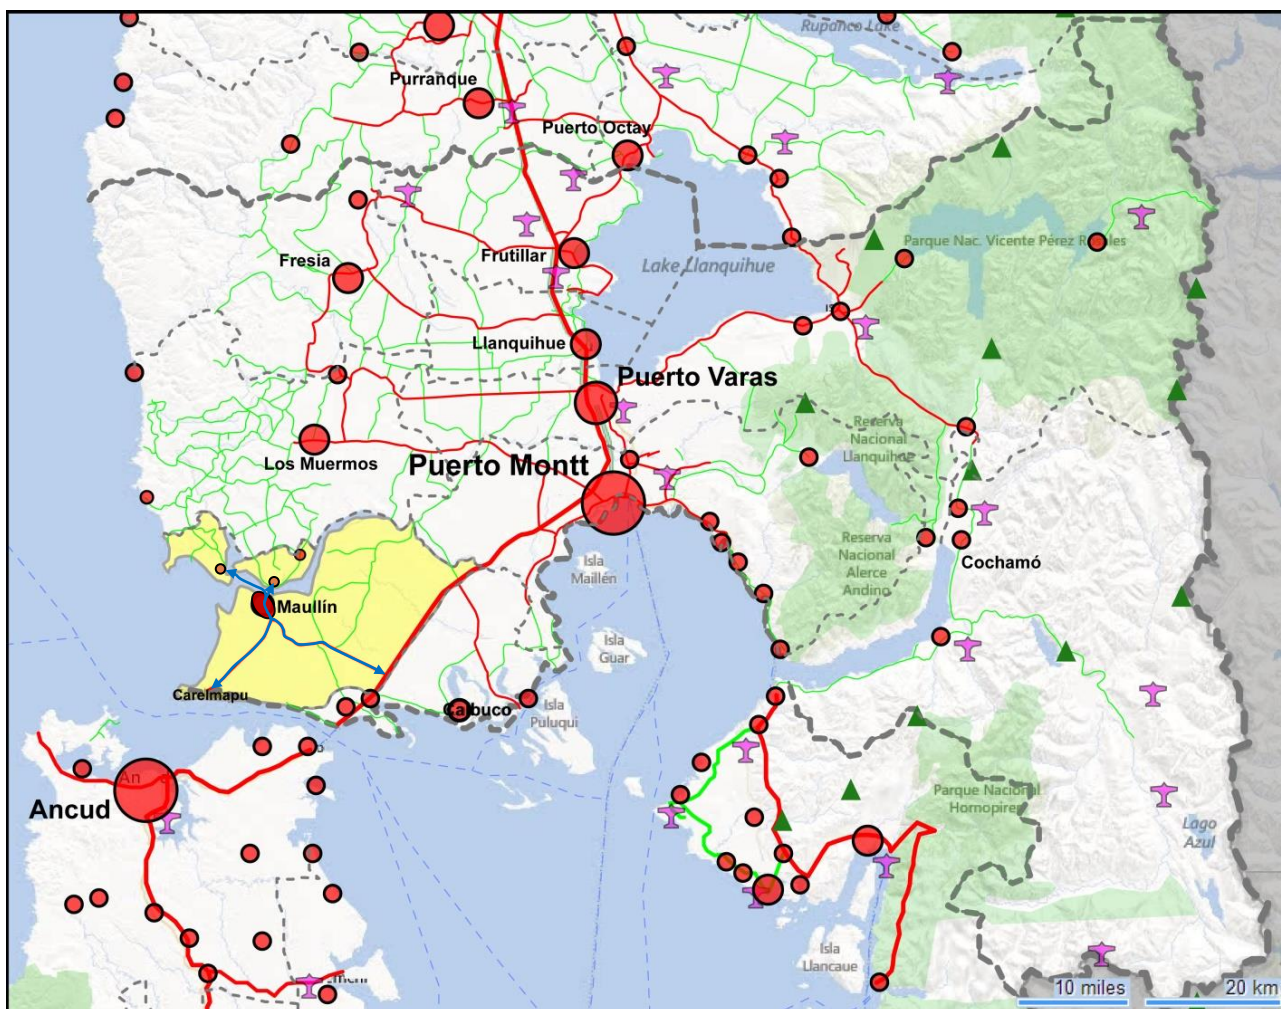 Rupanco Lake
Purranque
Puerto Octay
Parque Nac. Vicente Pérez Rosales
Frutillar
Lake Llanquihue
Fresia
Llanquihue
Puerto Varas
Reserva
Nacional
Llanquihue
Los Muermos
Puerto Montt
Reserva
Nacional
Alerce
Andino
Cochamó
Isla
Maillén
Maullín
Isla
Guar
Carelmapu
Calbuco
Isla
Puluqui
Ancud
Parque Nacional
Hornopiren
Lago
Azul
Isla
Llancaue
10 miles
20 km